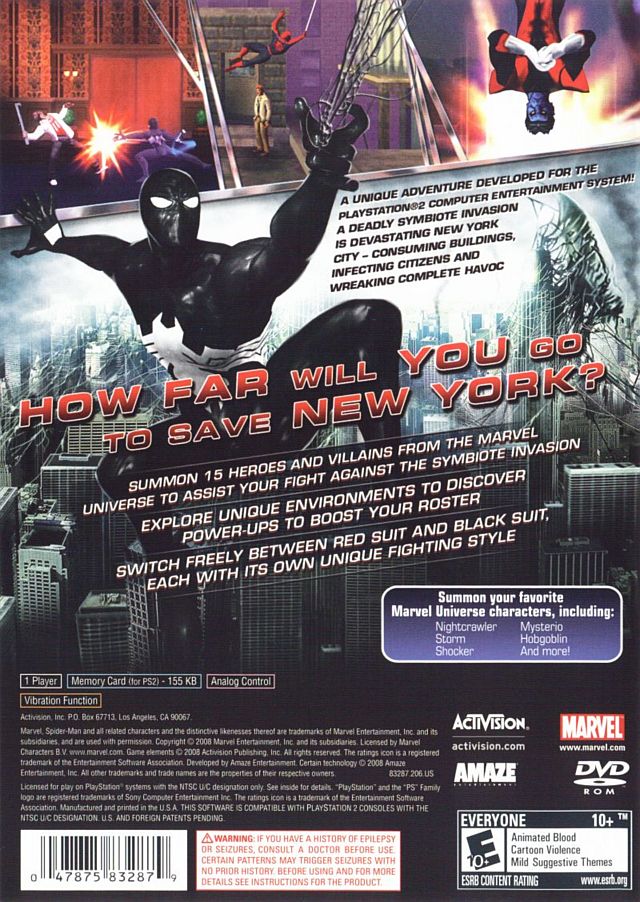 A UNIQUE ADVENTURE DEVELOPED FOR THE
PLAYSTATION®2 COMPUTER ENTERTAINMENT SYSTEM!
A DEADLY SYMBIOTE INVASION
IS DEVASTATING NEW YORK
CITY – CONSUMING BUILDINGS,
INFECTING CITIZENS AND
WREAKING COMPLETE HAVOC
HOW FAR WILL YOU GO
TO SAVE NEW YORK?
SUMMON 15 HEROES AND VILLAINS FROM THE MARVEL
UNIVERSE TO ASSIST YOUR FIGHT AGAINST THE SYMBIOTE INVASION
EXPLORE UNIQUE ENVIRONMENTS TO DISCOVER
POWER-UPS TO BOOST YOUR ROSTER
SWITCH FREELY BETWEEN RED SUIT AND BLACK SUIT,
EACH WITH ITS OWN UNIQUE FIGHTING STYLE
Summon your favorite
Marvel Universe characters, including:
Nightcrawler Mysterio
Storm Hobgoblin
Shocker And more!
1 Player Memory Card (for PS2) - 155 KB Analog Control
Vibration Function
Activision, Inc. P.O. Box 67713, Los Angeles, CA 90067.
Marvel, Spider-Man and all related characters and the distinctive likenesses thereof are trademarks of Marvel Entertainment, Inc. and its
subsidiaries, and are used with permission. Copyright © 2008 Marvel Entertainment, Inc. and its subsidiaries. Licensed by Marvel
Characters B.V. www.marvel.com. Game elements © 2008 Activision Publishing, Inc. All rights reserved. The ratings icon is a registered
trademark of the Entertainment Software Association. Developed by Amaze Entertainment. Certain technology © 2008 Amaze
Entertainment, Inc. All other trademarks and trade names are the properties of their respective owners. 83287.206.US
Licensed for play on PlayStation®2 systems with the NTSC U/C designation only. See inside for details. "PlayStation" and the "PS" Family
logo are registered trademarks of Sony Computer Entertainment Inc. The ratings icon is a trademark of the Entertainment Software
Association. Manufactured and printed in the U.S.A. THIS SOFTWARE IS COMPATIBLE WITH PLAYSTATION 2 CONSOLES WITH THE
NTSC U/C DESIGNATION. U.S. AND FOREIGN PATENTS PENDING.
ACTIVISION.
activision.com
MARVEL
www.marvel.com
AMAZE
ENTERTAINMENT
DVD
ROM
0 47875 83287 9
WARNING: IF YOU HAVE A HISTORY OF EPILEPSY
OR SEIZURES, CONSULT A DOCTOR BEFORE USE
CERTAIN PATTERNS MAY TRIGGER SEIZURES WITH
NO PRIOR HISTORY. BEFORE USING AND FOR MORE
DETAILS SEE INSTRUCTIONS FOR THE PRODUCT.
EVERYONE 10+™
E
10+
Animated Blood
Cartoon Violence
Mild Suggestive Themes
ESRB CONTENT RATING www.esrb.org